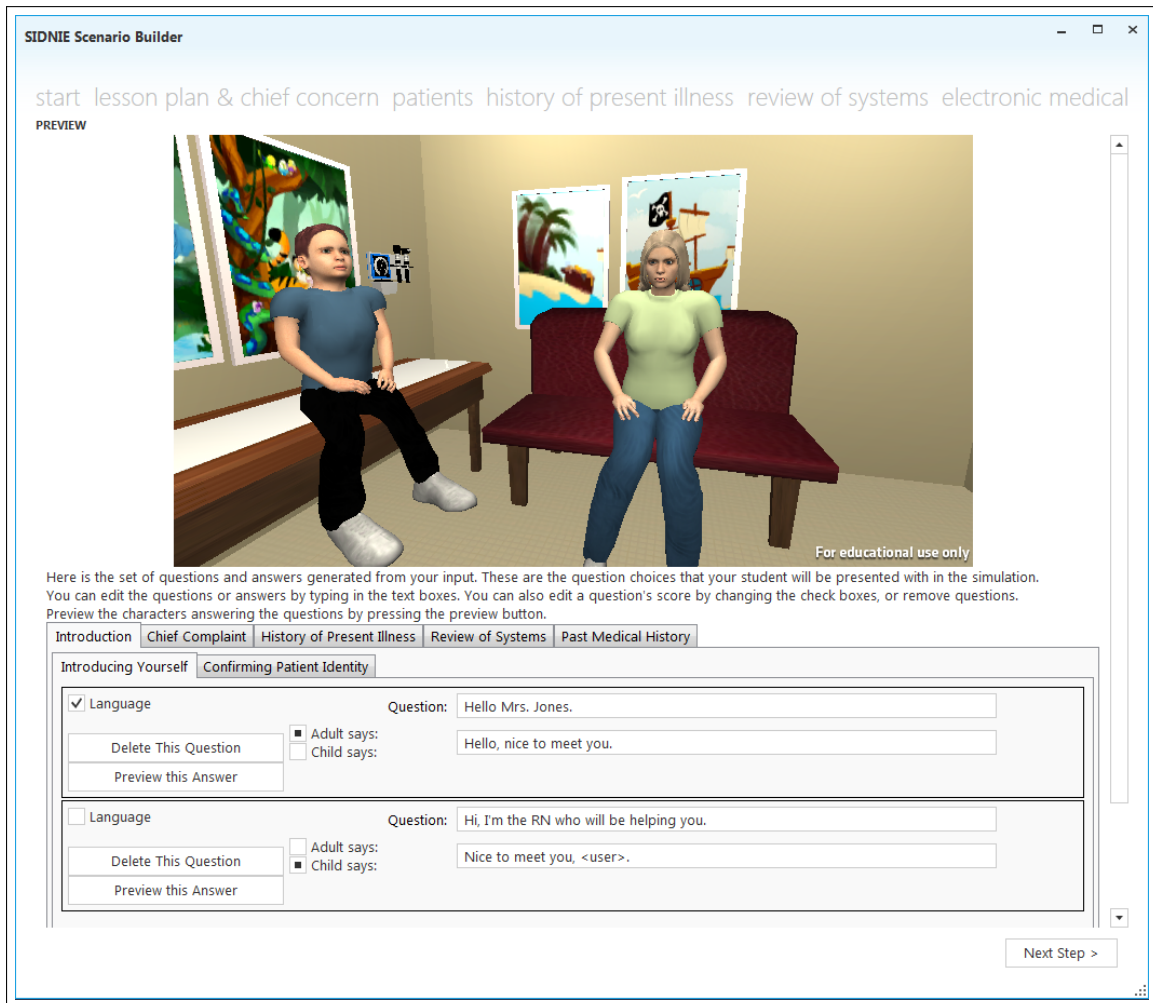 SIDNIE Scenario Builder
start lesson plan & chief concern patients history of present illness review of systems electronic medical
PREVIEW
For educational use only
Here is the set of questions and answers generated from your input. These are the question choices that your student will be presented with in the simulation.
You can edit the questions or answers by typing in the text boxes. You can also edit a question's score by changing the check boxes, or remove questions.
Preview the characters answering the questions by pressing the preview button.
Introduction Chief Complaint History of Present Illness Review of Systems Past Medical History
Introducing Yourself Confirming Patient Identity
Language Question: Hello Mrs. Jones.
Delete This Question Adult says: Hello, nice to meet you.
Child says:
Preview this Answer
Language Question: Hi, I'm the RN who will be helping you.
Delete This Question Adult says: Nice to meet you, <user>.
Child says:
Preview this Answer
Next Step >